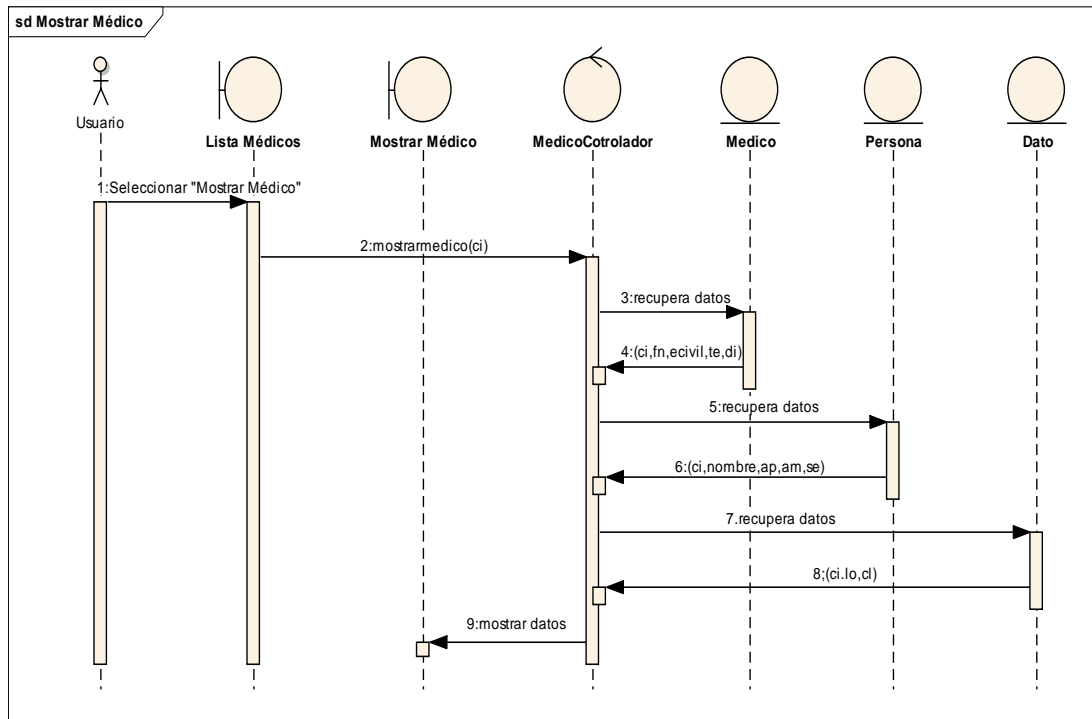 sd Mostrar Médico
Usuario
Lista Médicos
Mostrar Médico
MedicoCotrolador
Medico
Persona
Dato
1:Seleccionar "Mostrar Médico"
2:mostrarmedico(ci)
3:recupera datos
4:(ci,fn,ecivil,te,di)
5:recupera datos
6:(ci,nombre,ap,am,se)
7.recupera datos
8;(ci.lo,cl)
9:mostrar datos